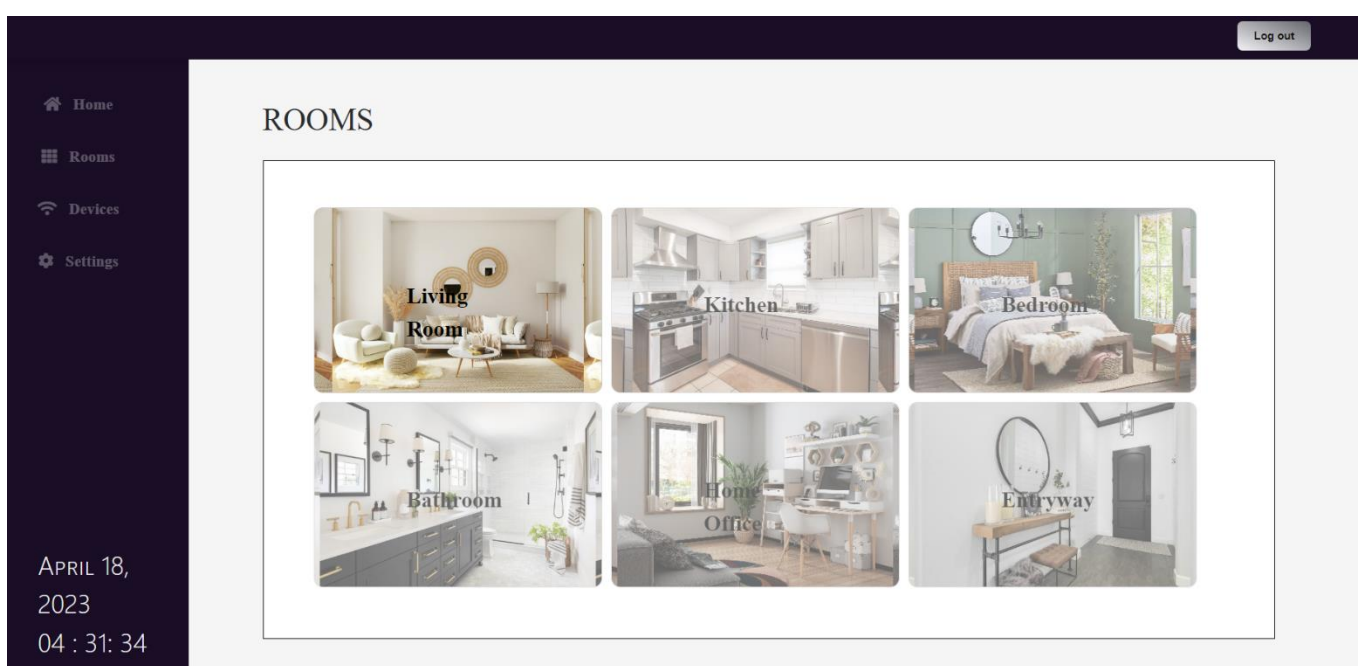 Log out
Home
Rooms
Devices
Settings
ROOMS
Living
Room
Kitchen
Bedroom
Bathroom
Home
Office
Entryway
April 18,
2023
04 : 31: 34